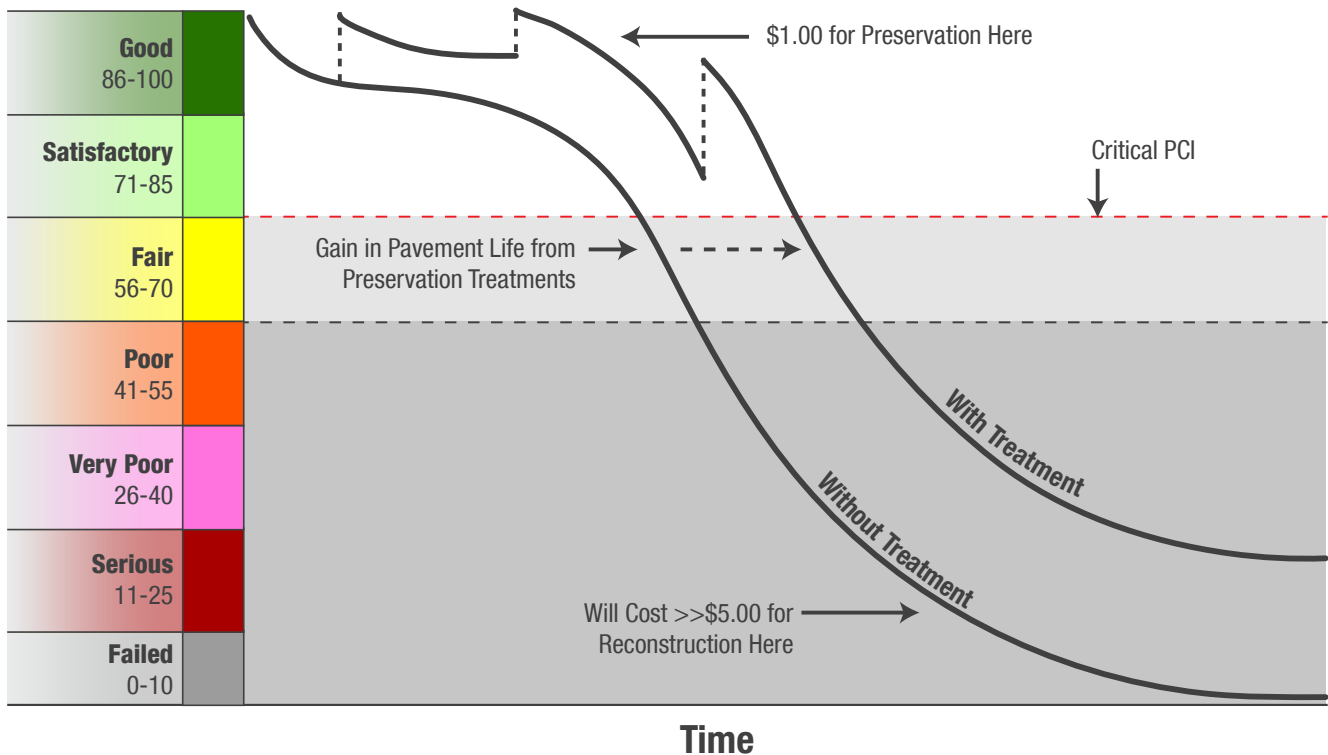 Good
86-100
Satisfactory
71-85
Fair
56-70
Poor
41-55
Very Poor
26-40
Serious
11-25
Failed
0-10
$1.00 for Preservation Here
Critical PCI
Gain in Pavement Life from
Preservation Treatments
With Treatment
Without Treatment
Will Cost >>$5.00 for
Reconstruction Here
Time